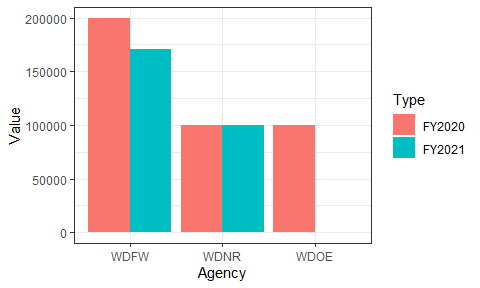 200000
150000
100000
50000
0
Value
WDFW WDNR WDOE
Agency
Type
FY2020
FY2021